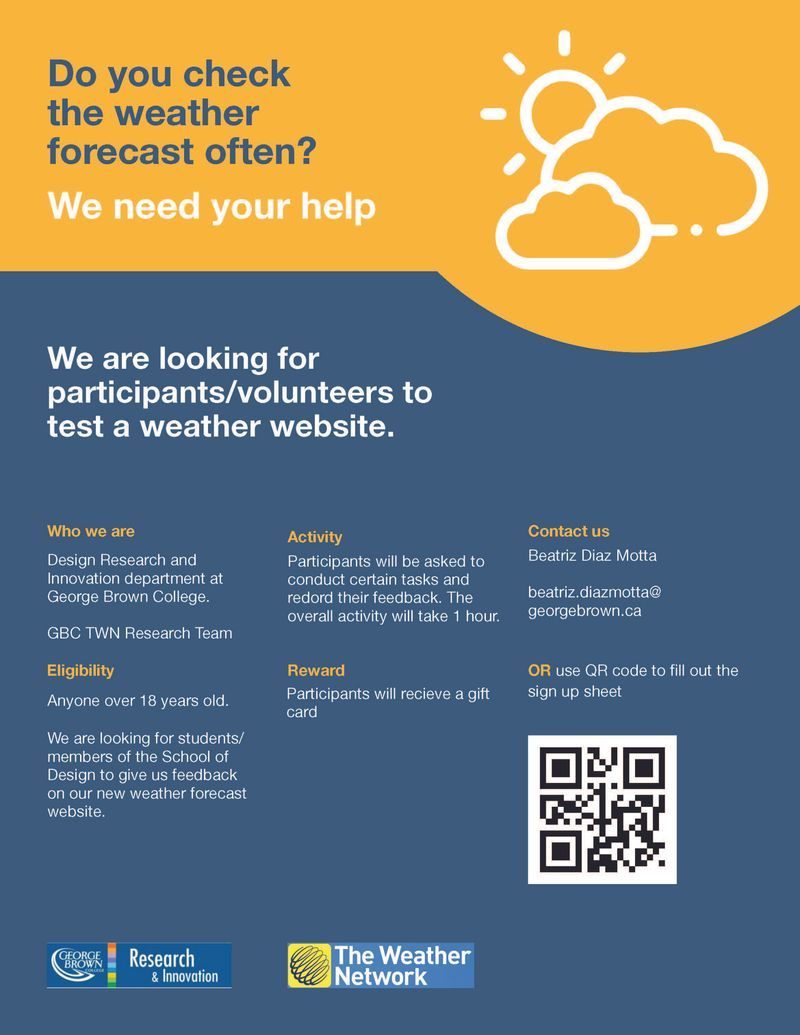 Do you check
the weather
forecast often?
We need your help
We are looking for
participants/volunteers to
test a weather website.
Who we are
Design Research and
Innovation department at
George Brown College.
GBC TWN Research Team
Eligibility
Anyone over 18 years old.
We are looking for students/
members of the School of
Design to give us feedback
on our new weather forecast
website.
Activity
Participants will be asked to
conduct certain tasks and
redord their feedback. The
overall activity will take 1 hour.
Reward
Participants will recieve a gift
card
Contact us
Beatriz Diaz Motta
beatriz.diazmotta@
georgebrown.ca
OR use QR code to fill out the
sign up sheet
GEORGE
BROWN
COLLEGE
Research
& Innovation
The Weather
Network